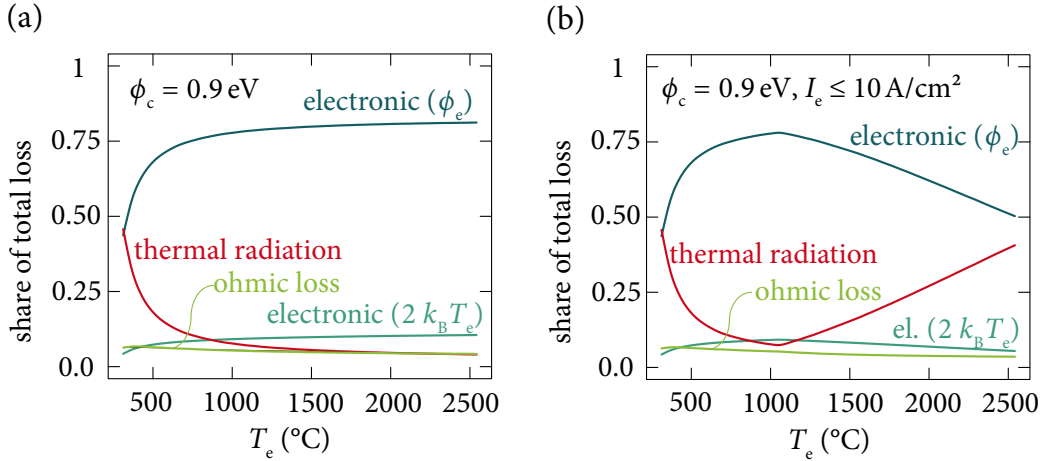 (a)
share of total loss
1
0.75
0.50
0.25
0.0
ϕc = 0.9 eV
electronic (ϕe)
thermal radiation
ohmic loss
electronic (2 kBTe)
500 1000 1500 2000 2500
Te (°C)
(b)
share of total loss
1
0.75
0.50
0.25
0.0
ϕc = 0.9 eV, Ie ≤ 10 A/cm²
electronic (ϕe)
thermal radiation
ohmic loss
el. (2 kBTe)
500 1000 1500 2000 2500
Te (°C)